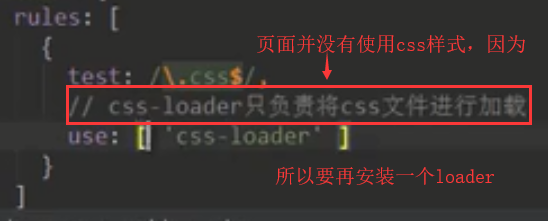 rules: [
{
页面并没有使用css样式，因为
test: /\.css$/,
// css-loader只负责将css文件进行加载
use: [ 'css-loader' ]
}
所以要再安装一个loader
]